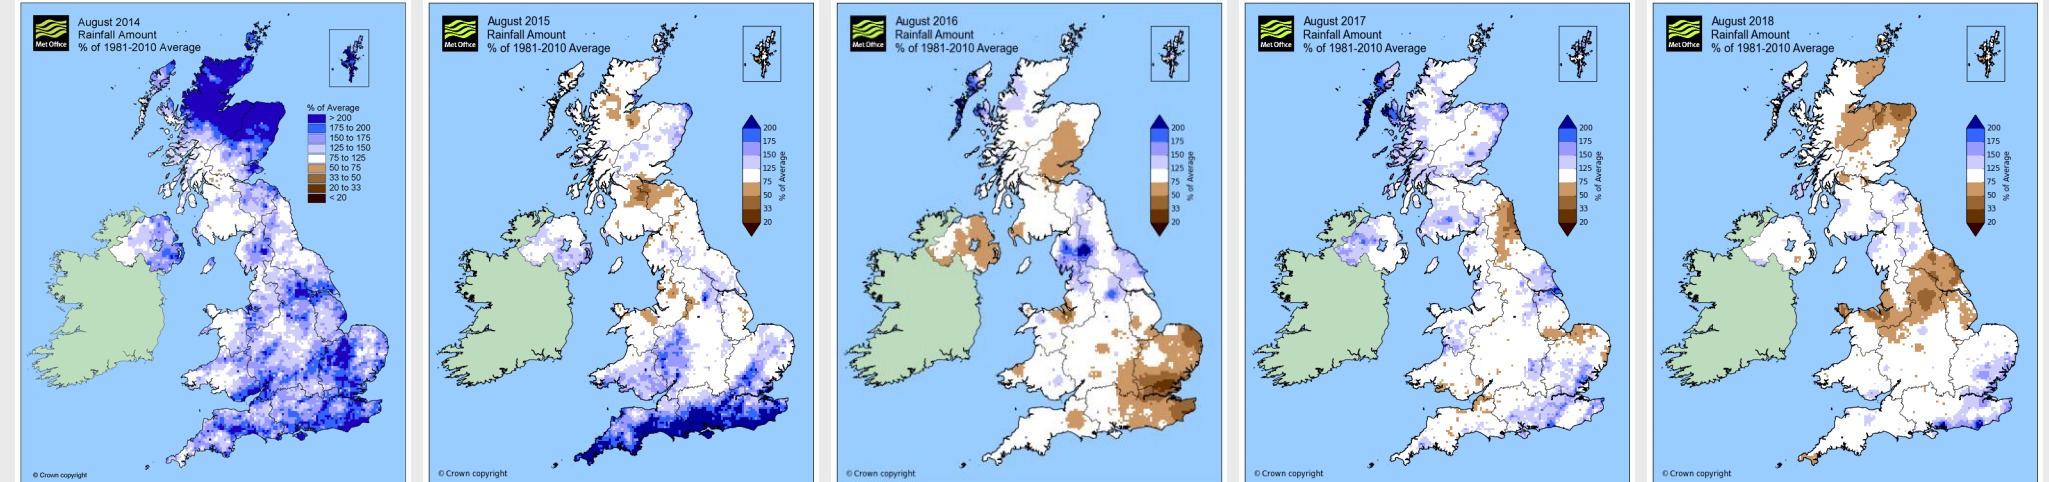 Met Office
August 2014
Rainfall Amount
% of 1981-2010 Average
% of Average
> 200
175 to 200
150 to 175
125 to 150
75 to 125
50 to 75
33 to 50
20 to 33
< 20
© Crown copyright
Met Office
August 2015
Rainfall Amount
% of 1981-2010 Average
200
175
150
125
75
50
33
20
% of Average
© Crown copyright
Met Office
August 2016
Rainfall Amount
% of 1981-2010 Average
200
175
150
125
75
50
33
20
% of Average
© Crown copyright
Met Office
August 2017
Rainfall Amount
% of 1981-2010 Average
200
175
150
125
75
50
33
20
% of Average
© Crown copyright
Met Office
August 2018
Rainfall Amount
% of 1981-2010 Average
200
175
150
125
75
50
33
20
% of Average
© Crown copyright